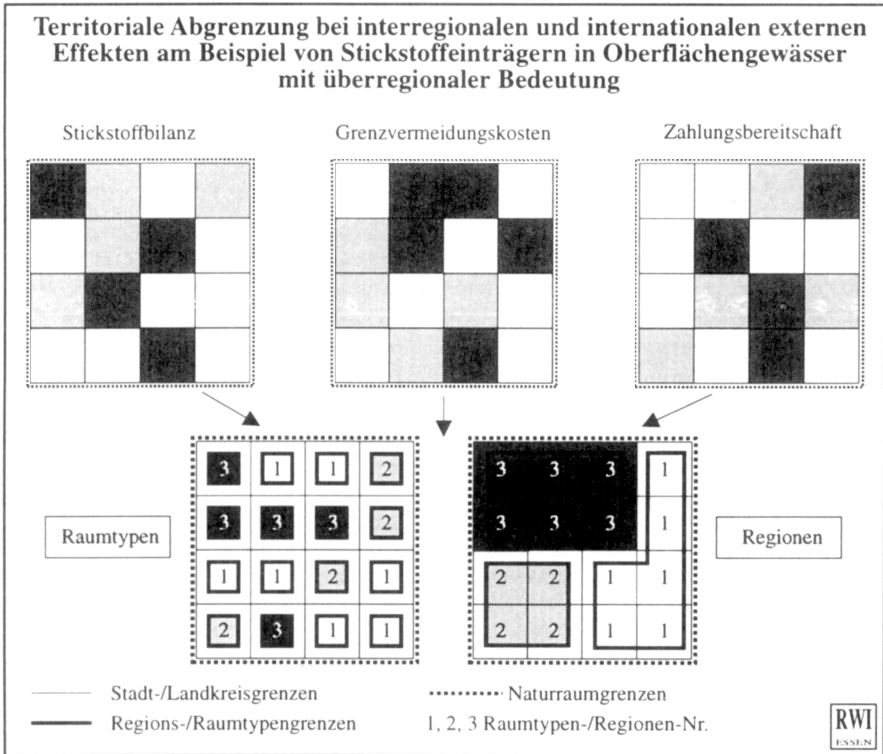 Territoriale Abgrenzung bei interregionalen und internationalen externen
Effekten am Beispiel von Stickstoffeinträgern in Oberflächengewässer
mit überregionaler Bedeutung
Stickstoffbilanz Grenzvermeidungskosten Zahlungsbereitschaft
Raumtypen
3 1 1 2
3 3 3 2
1 1 2 1
2 3 1 1
3 3 3 1
3 3 3 1
2 2 1 1
2 2 1 1
Regionen
Stadt-/Landkreisgrenzen
Naturraumgrenzen
Regions-/Raumtypengrenzen
1, 2, 3 Raumtypen-/Regionen-Nr.
RWI
ESSEN